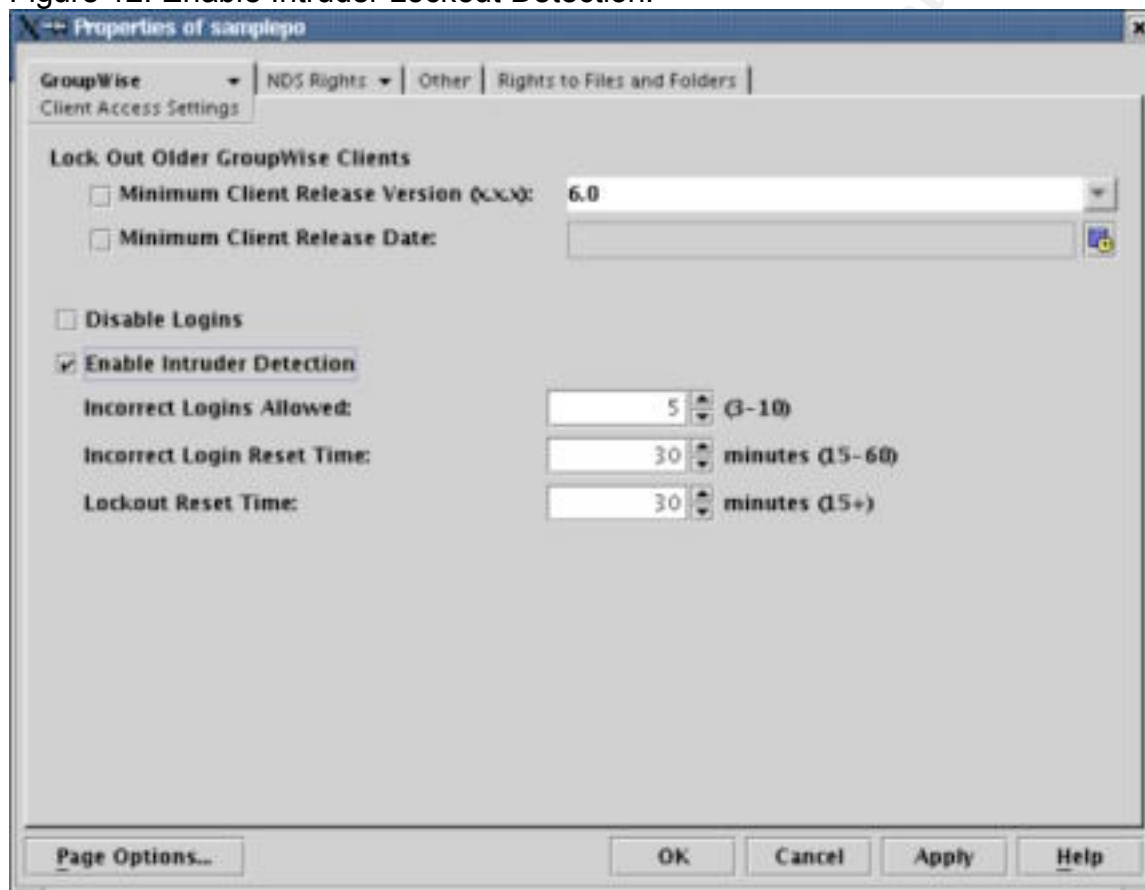 Figure 12: Enable Intruder Lockout Detection.
Properties of samplepo
GroupWise NDS Rights Other Rights to Files and Folders
Client Access Settings
Lock Out Older GroupWise Clients
Minimum Client Release Version (x.x.x): 6.0
Minimum Client Release Date:
Disable Logins
Enable Intruder Detection
Incorrect Logins Allowed: 5 (3-10)
Incorrect Login Reset Time: 30 minutes (15-60)
Lockout Reset Time: 30 minutes (15+)
Page Options... OK Cancel Apply Help